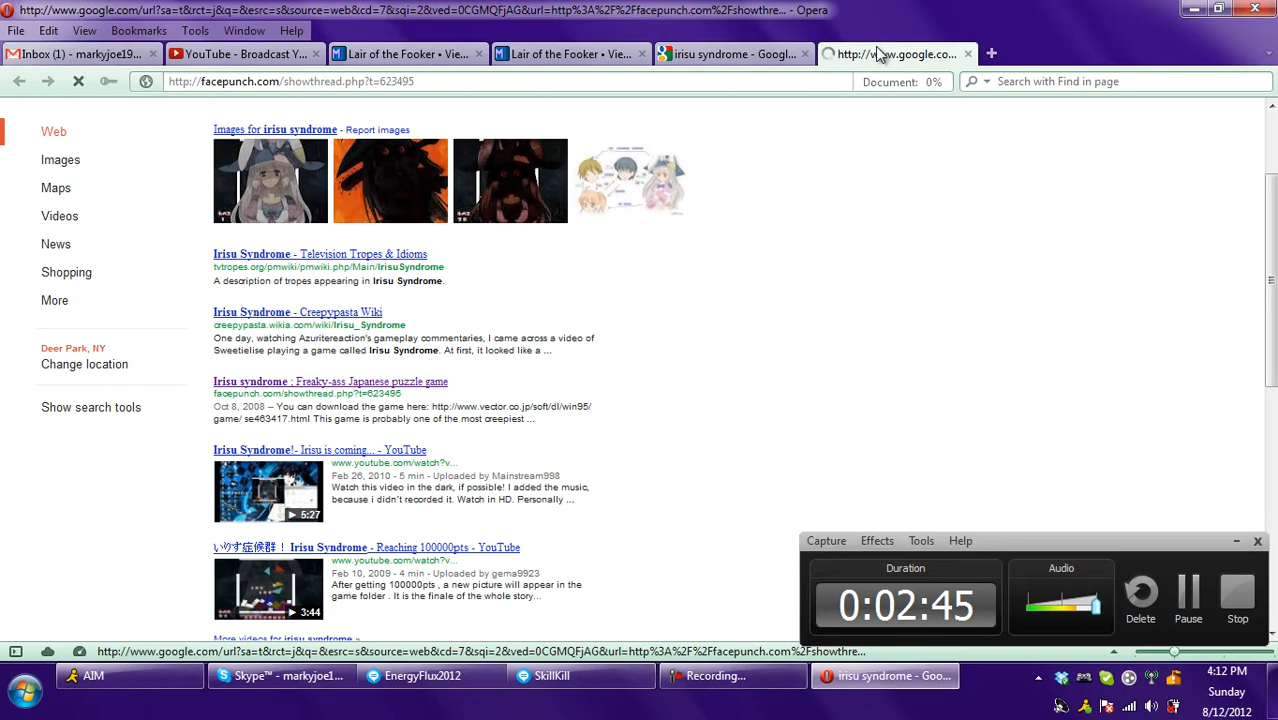 http://www.google.com/url?sa=t&rct=j&q=&esrc=s&source=web&cd=7&sqi=2&ved=0CGMQFjAG&url=http%3A%2F%2Ffacepunch.com%2Fshowthre... - Opera
File Edit View Bookmarks Tools Window Help
Inbox (1) - markyjoe19...
YouTube - Broadcast Y...
Lair of the Fooker • Vie...
Lair of the Fooker • Vie...
irisu syndrome - Googl...
http://www.google.co...
http://facepunch.com/showthread.php?t=623495
Document: 0%
Search with Find in page
Web
Images
Maps
Videos
News
Shopping
More
Deer Park, NY
Change location
Show search tools
Images for irisu syndrome - Report images
Irisu Syndrome - Television Tropes & Idioms
tvtropes.org/pmwiki/pmwiki.php/Main/IrisuSyndrome
A description of tropes appearing in Irisu Syndrome.
Irisu Syndrome - Creepypasta Wiki
creepypasta.wikia.com/wiki/Irisu_Syndrome
One day, watching Azuritereaction's gameplay commentaries, I came across a video of
Sweetielise playing a game called Irisu Syndrome. At first, it looked like a ...
Irisu syndrome : Freaky-ass Japanese puzzle game
facepunch.com/showthread.php?t=623495
Oct 8, 2008 – You can download the game here: http://www.vector.co.jp/soft/dl/win95/
game/ se463417.html This game is probably one of the most creepiest ...
Irisu Syndrome!- Irisu is coming... - YouTube
www.youtube.com/watch?v...
Feb 26, 2010 - 5 min - Uploaded by Mainstream998
Watch this video in the dark, if possible! I added the music,
because i didn't recorded it. Watch in HD. Personally ...
5:27
いりす症候群! Irisu Syndrome - Reaching 100000pts - YouTube
www.youtube.com/watch?v...
Feb 10, 2009 - 4 min - Uploaded by gema9923
After getting 100000pts , a new picture will appear in the
game folder . It is the finale of the whole story...
3:44
More videos for irisu syndrome »
Capture Effects Tools Help
Duration
0:02:45
Audio
Delete
Pause
Stop
http://www.google.com/url?sa=t&rct=j&q=&esrc=s&source=web&cd=7&sqi=2&ved=0CGMQFjAG&url=http%3A%2F%2Ffacepunch.com%2Fshowthre...
AIM
Skype™ - markyjoe1...
EnergyFlux2012
SkillKill
Recording...
irisu syndrome - Goo...
4:12 PM
Sunday
8/12/2012